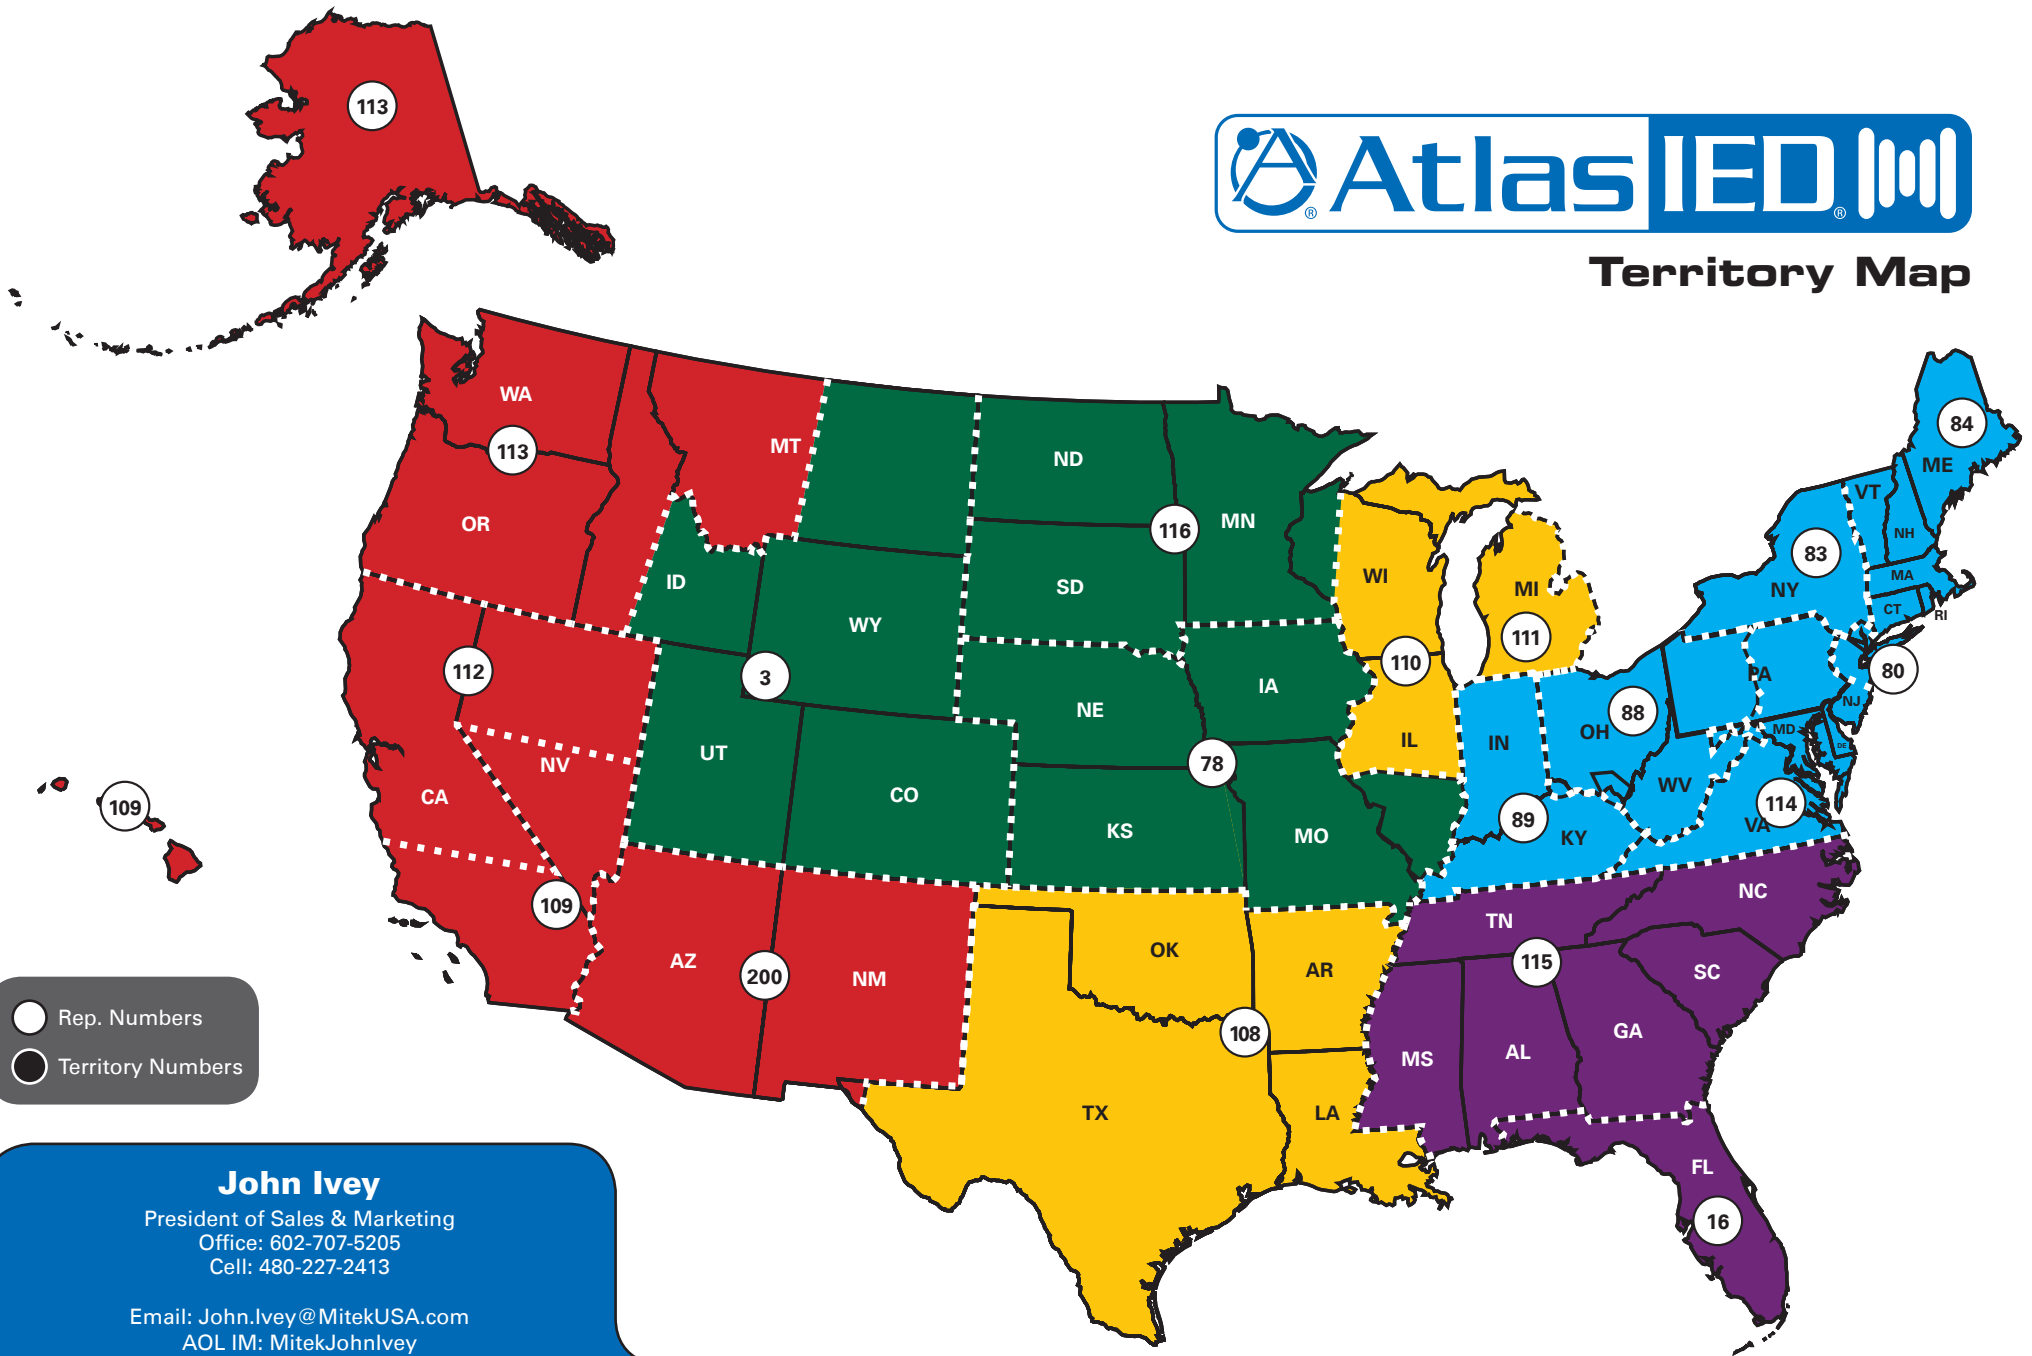 113
Atlas IED
Territory Map
WA
MT
113
OR
ND
116
MN
84
ME
VT
NH
83
NY
MA
CT
RI
ID
SD
WI
MI
111
WY
110
112
3
IA
PA
80
NE
NJ
88
OH
MD
DE
IN
IL
UT
NV
78
CA
CO
WV
114
VA
109
KS
MO
89
KY
109
NC
TN
OK
AZ
200
NM
AR
115
SC
Rep. Numbers
Territory Numbers
108
GA
AL
MS
TX
LA
FL
16
John Ivey
President of Sales & Marketing
Office: 602-707-5205
Cell: 480-227-2413
Email: John.Ivey@MitekUSA.com
AOL IM: MitekJohnIvey